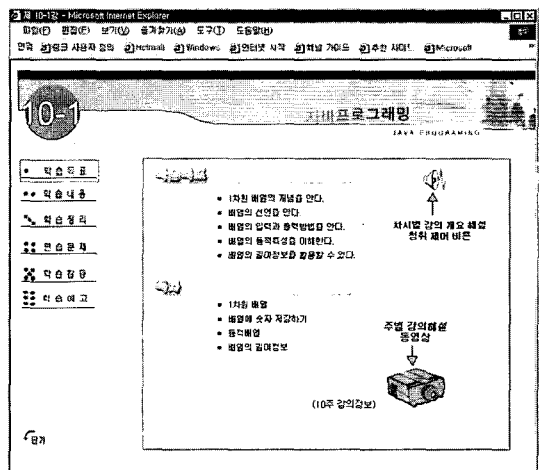 제 10-1강 - Microsoft Internet Explorer
파일(F) 편집(E) 보기(V) 즐겨찾기(A) 도구(T) 도움말(H)
연결 링크 사용자 정의 Hotmail Windows 인터넷 시작 채널 가이드 추천 사이트 Microsoft
10-1
자바프로그래밍
JAVA PROGRAMING
학습목표
학습내용
학습정리
연습문제
학습예고
닫기
1차원 배열의 개념을 안다.
배열의 선언을 안다.
배열의 입력과 출력방법을 안다.
배열의 동적특성을 이해한다.
배열의 길이정보를 활용할 수 있다.
차시별 강의 개요 해설
청취 제어 버튼
1차원 배열
배열에 숫자 저장하기
동적배열
배열의 길이정보
주별 강의해설
동영상
(10주 강의정보)